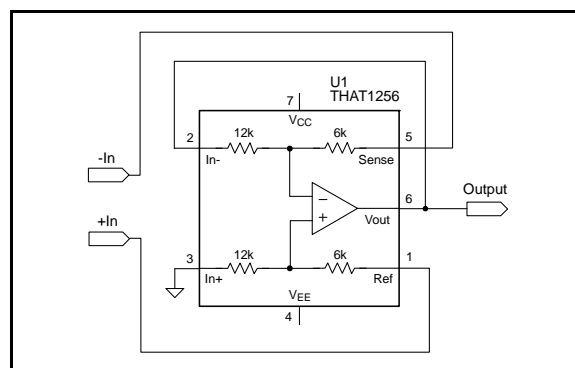 U1
THAT1256
7
VCC
2
12k
6k
5
In-
Sense
-In
Output
6
Vout
+In
3
12k
6k
1
In+
Ref
VEE
4